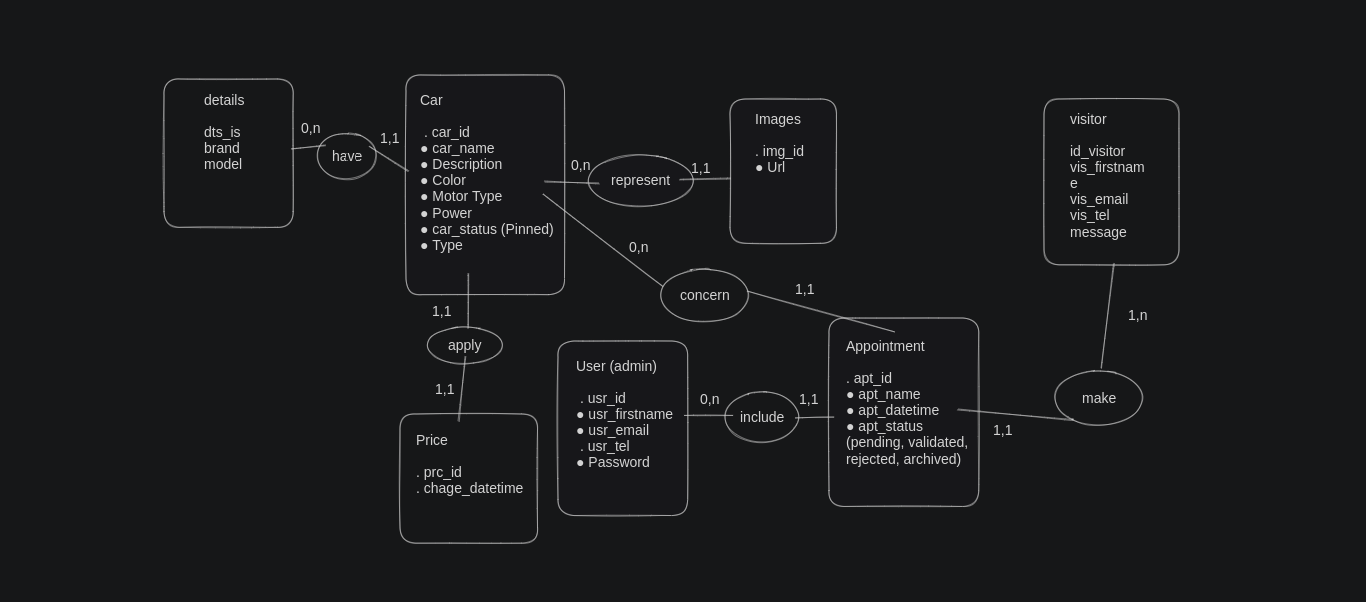 details
dts_is
brand
model
0,n
have
1,1
Car
. car_id
● car_name
● Description
● Color
● Motor Type
● Power
● car_status (Pinned)
● Type
0,n
represent
1,1
Images
. img_id
● Url
visitor
id_visitor
vis_firstnam
e
vis_email
vis_tel
message
0,n
concern
1,1
1,n
make
1,1
1,1
apply
1,1
Price
. prc_id
. chage_datetime
User (admin)
. usr_id
● usr_firstname
● usr_email
. usr_tel
● Password
0,n
include
1,1
Appointment
. apt_id
● apt_name
● apt_datetime
● apt_status
(pending, validated,
rejected, archived)